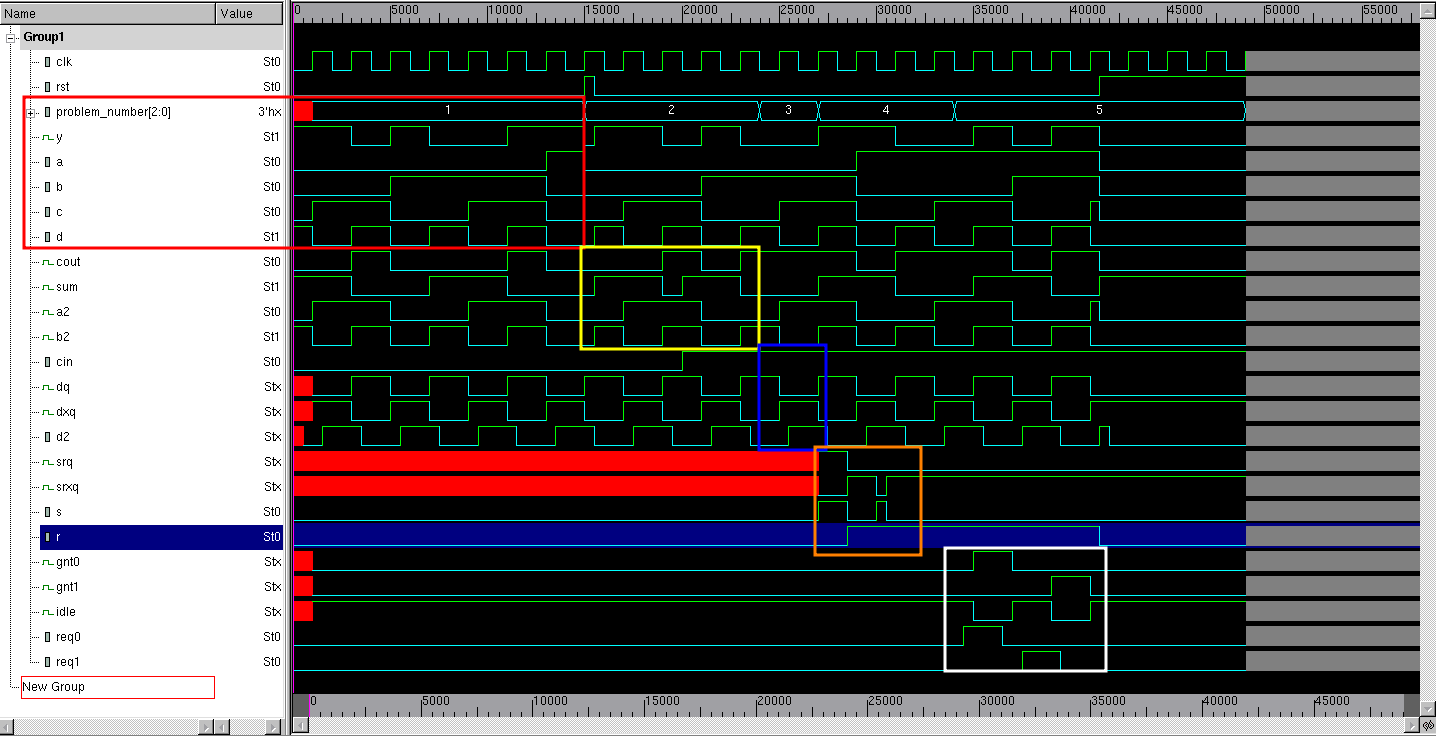 Name Value 0 5000 10000 15000 20000 25000 30000 35000 40000 45000 50000 55000
Group1
clk St0
rst St0
problem_number[2:0] 3'hx 1 2 3 4 5
y St1
a St0
b St0
c St0
d St1
cout St0
sum St1
a2 St0
b2 St1
cin St0
dq Stx
dxq Stx
d2 Stx
srq Stx
srxq Stx
s St0
r St0
gnt0 Stx
gnt1 Stx
idle Stx
req0 St0
req1 St0
New Group
0 5000 10000 15000 20000 25000 30000 35000 40000 45000